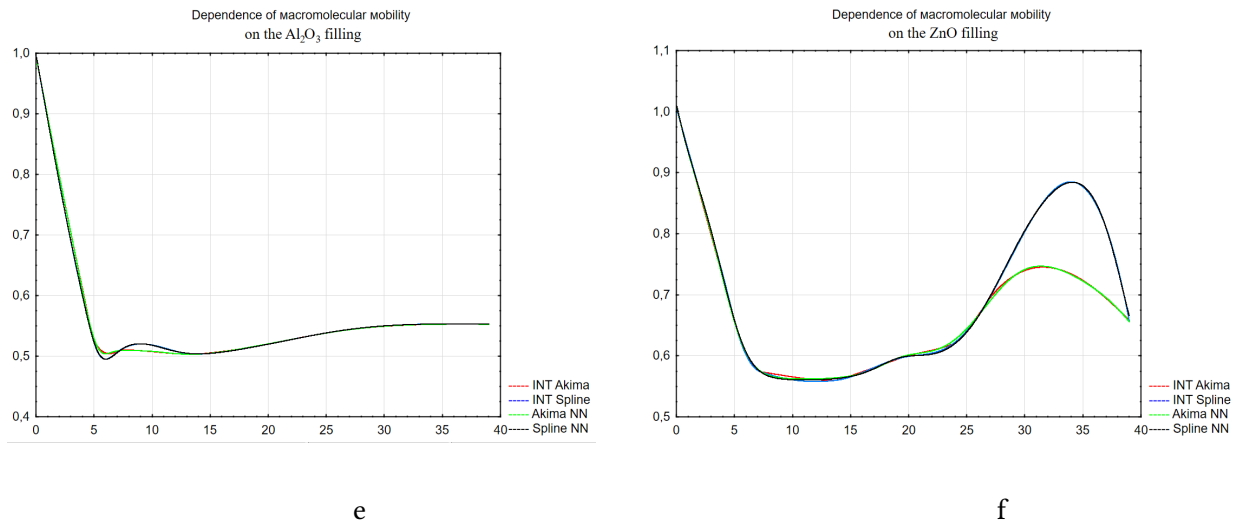 Dependence of мacromolecular мobility
on the Al₂O₃ filling
1,0
0,9
0,8
0,7
0,6
0,5
0,4
0 5 10 15 20 25 30 35 40
INT Akima
INT Spline
Akima NN
Spline NN
e
Dependence of мacromolecular мobility
on the ZnO filling
1,1
1,0
0,9
0,8
0,7
0,6
0,5
0 5 10 15 20 25 30 35 40
INT Akima
INT Spline
Akima NN
Spline NN
f